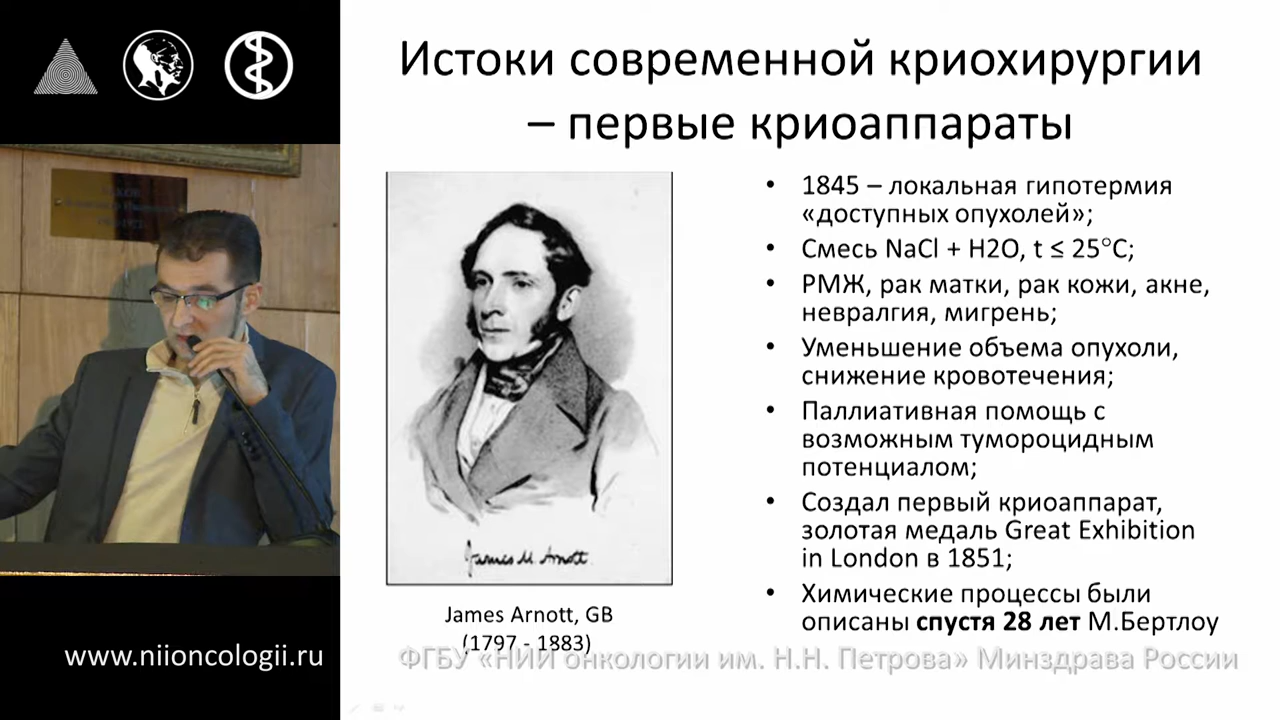 Истоки современной криохирургии
– первые криоаппараты
• 1845 – локальная гипотермия
«доступных опухолей»;
• Смесь NaCl + H2O, t ≤ 25°C;
• РМЖ, рак матки, рак кожи, акне,
невралгия, мигрень;
• Уменьшение объема опухоли,
снижение кровотечения;
• Паллиативная помощь с
возможным тумороцидным
потенциалом;
• Создал первый криоаппарат,
золотая медаль Great Exhibition
in London в 1851;
• Химические процессы были
описаны спустя 28 лет М.Бертлоу
James M Arnott.
James Arnott, GB
(1797 - 1883)
www.niioncologii.ru
ФГБУ «НИИ онкологии им. Н.Н. Петрова» Минздрава России